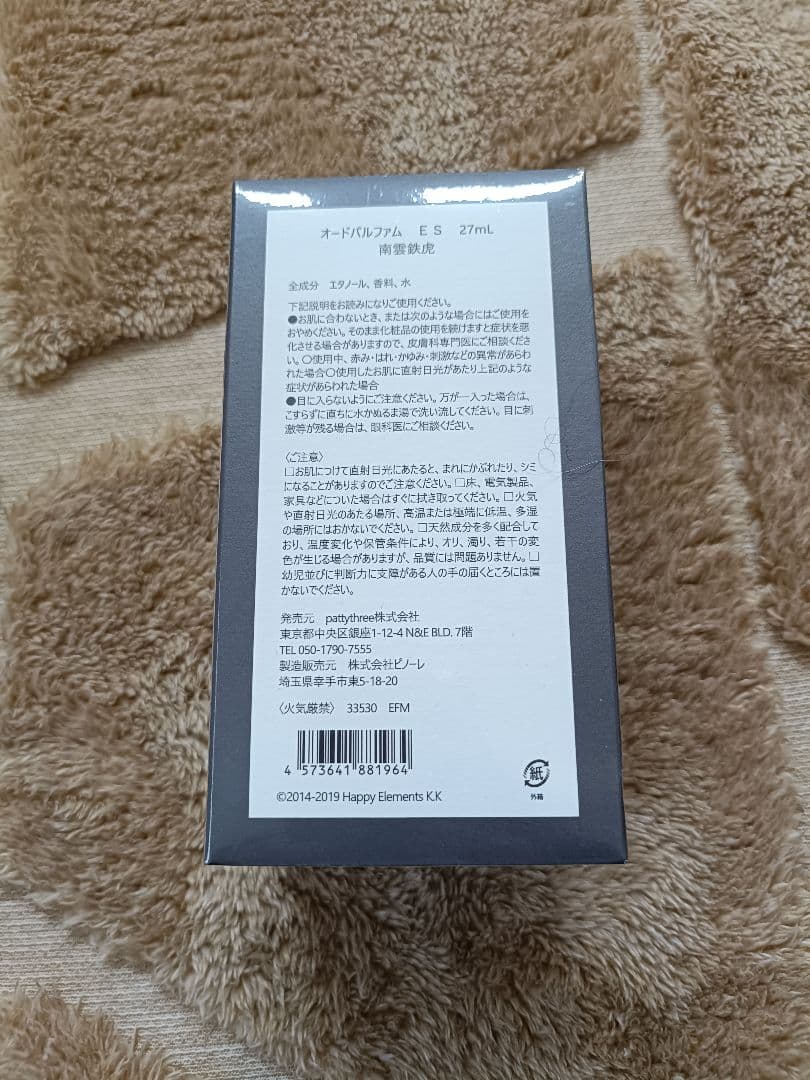 オードパルファム　ＥＳ　27mL
南雲鉄虎
全成分　エタノール、香料、水
下記説明をお読みになりご使用ください。
●お肌に合わないとき、または次のような場合にはご使用を
おやめください。そのまま化粧品の使用を続けますと症状を悪
化させる場合がありますので、皮膚科専門医にご相談くださ
い。〇使用中、赤み・はれ・かゆみ・刺激などの異常があらわ
れた場合〇使用したお肌に直射日光があたり上記のような
症状があらわれた場合
●目に入らないようにご注意ください。万が一入った場合は、
こすらずに直ちに水かぬるま湯で洗い流してください。目に刺
激等が残る場合は、眼科医にご相談ください。
〈ご注意〉
□お肌につけて直射日光にあたると、まれにかぶれたり、シミ
になることがありますのでご注意ください。□床、電気製品、
家具などについた場合はすぐに拭き取ってください。□火気
や直射日光のあたる場所、高温または極端に低温、多湿
の場所にはおかないでください。□天然成分を多く配合して
おり、温度変化や保管条件により、オリ、濁り、若干の変
色が生じる場合がありますが、品質には問題ありません。□
幼児並びに判断力に支障がある人の手の届くところには置
かないでください。
発売元　pattythree株式会社
東京都中央区銀座1-12-4 N&E BLD. 7階
TEL 050-1790-7555
製造販売元　株式会社ピノーレ
埼玉県幸手市東5-18-20
〈火気厳禁〉 33530 EFM
4 573641 881964
紙
外箱
©2014-2019 Happy Elements K.K